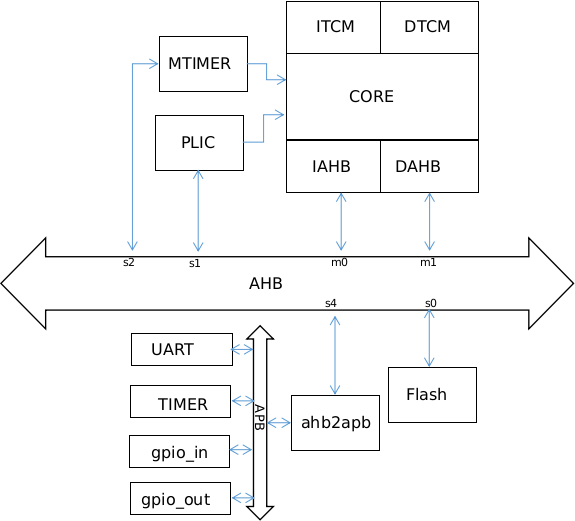 ITCM DTCM
MTIMER
CORE
PLIC
IAHB DAHB
s2 s1 m0 m1
AHB
s4 s0
UART
TIMER
APB
ahb2apb
Flash
gpio_in
gpio_out